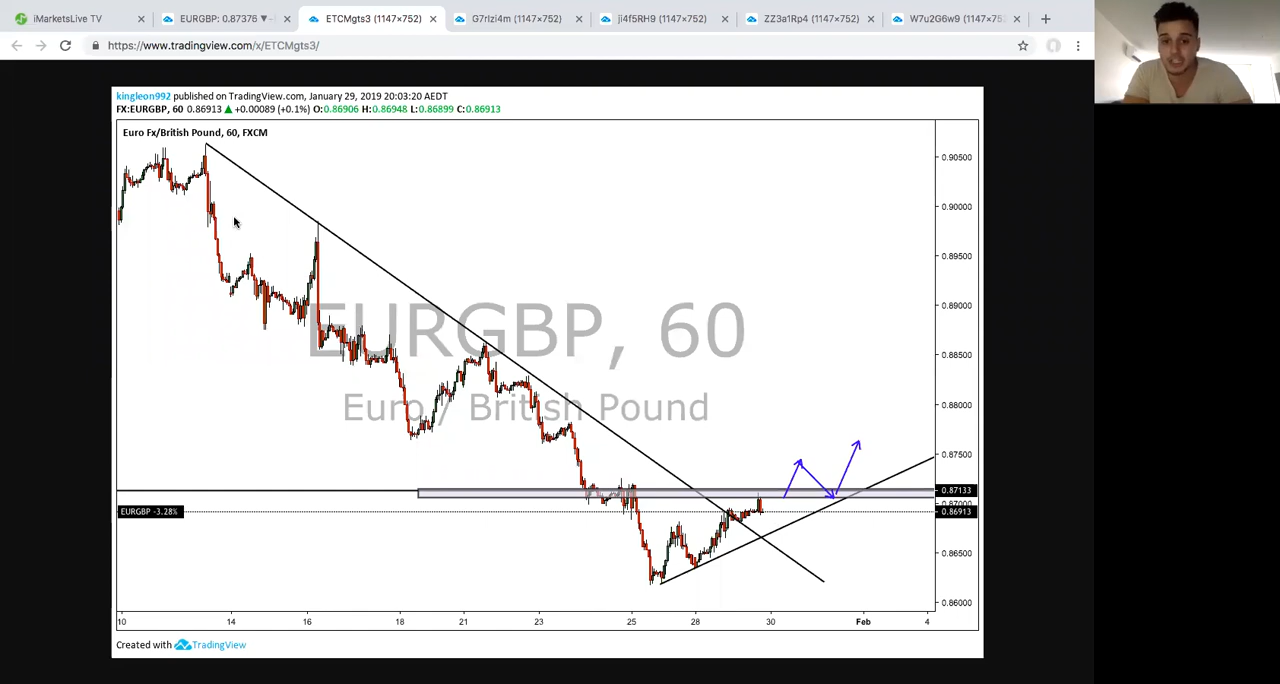 iMarketsLive TV
EURGBP: 0.87376 ▼ -
ETCMgts3 (1147×752)
G7rIzi4m (1147×752)
ji4f5RH9 (1147×752)
ZZ3a1Rp4 (1147×752)
W7u2G6w9 (1147×752
https://www.tradingview.com/x/ETCMgts3/
kingleon992 published on TradingView.com, January 29, 2019 20:03:20 AEDT
FX:EURGBP, 60 0.86913 ▲ +0.00089 (+0.1%) O:0.86906 H:0.86948 L:0.86899 C:0.86913
Euro Fx/British Pound, 60, FXCM
0.90500
0.90000
0.89500
0.89000
EURGBP, 60
0.88500
Euro / British Pound
0.88000
0.87500
0.87133
0.87000
EURGBP -3.28%
0.86913
0.86500
0.86000
10 14 16 18 21 23 25 28 30 Feb 4
Created with TradingView